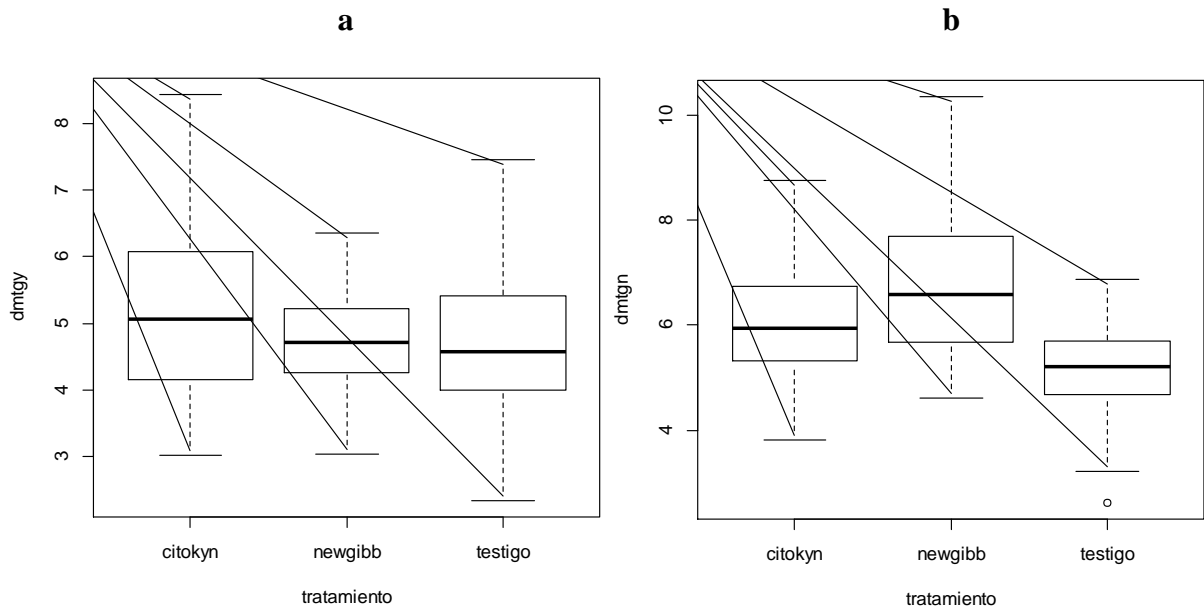 a
dmtgy
8
7
6
5
4
3
citokyn newgibb testigo
tratamiento
b
dmtgn
10
8
6
4
citokyn newgibb testigo
tratamiento